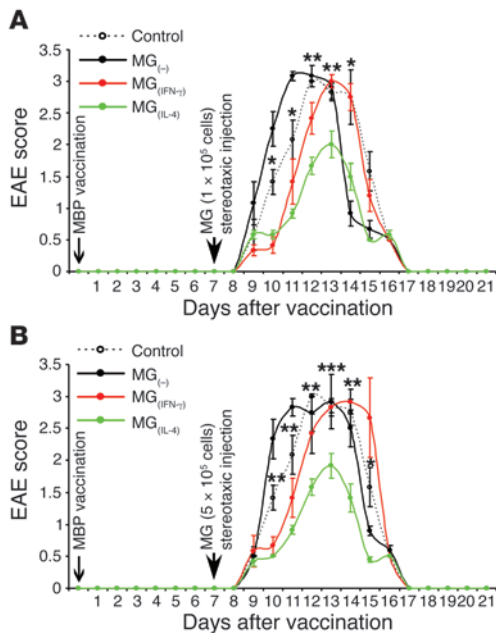 A
Control
MG(–)
MG(IFN-γ)
MG(IL-4)
EAE score
3.5
3
2.5
2
1.5
1
0.5
0
MBP vaccination
MG (1 × 10⁵ cells)
stereotaxic injection
* * ** ** *
1 2 3 4 5 6 7 8 9 10 11 12 13 14 15 16 17 18 19 20 21
Days after vaccination
B
Control
MG(–)
MG(IFN-γ)
MG(IL-4)
EAE score
3.5
3
2.5
2
1.5
1
0.5
0
MBP vaccination
MG (5 × 10⁵ cells)
stereotaxic injection
** ** ** *** ** *
1 2 3 4 5 6 7 8 9 10 11 12 13 14 15 16 17 18 19 20 21
Days after vaccination